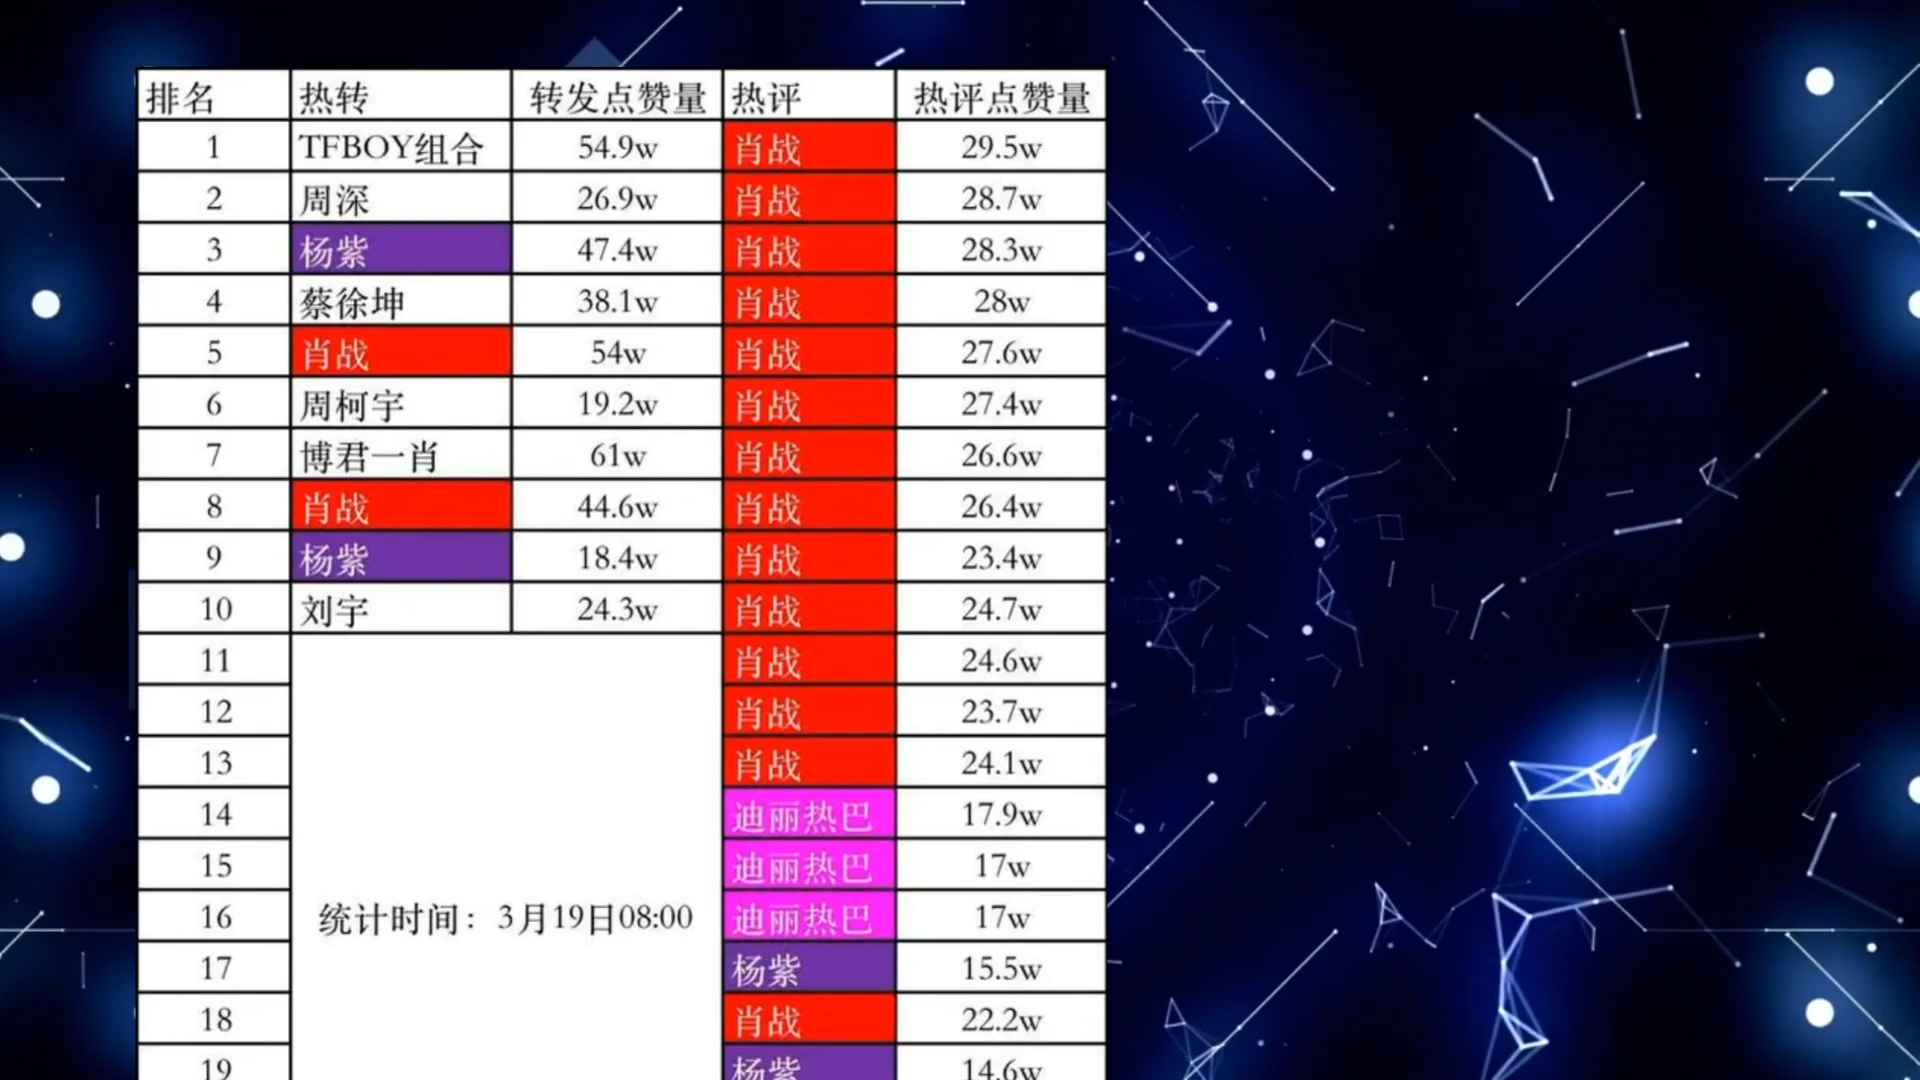 排名 热转 转发点赞量 热评 热评点赞量
1 TFBOY组合 54.9w 肖战 29.5w
2 周深 26.9w 肖战 28.7w
3 杨紫 47.4w 肖战 28.3w
4 蔡徐坤 38.1w 肖战 28w
5 肖战 54w 肖战 27.6w
6 周柯宇 19.2w 肖战 27.4w
7 博君一肖 61w 肖战 26.6w
8 肖战 44.6w 肖战 26.4w
9 杨紫 18.4w 肖战 23.4w
10 刘宇 24.3w 肖战 24.7w
11 肖战 24.6w
12 肖战 23.7w
13 肖战 24.1w
14 迪丽热巴 17.9w
15 迪丽热巴 17w
16 统计时间：3月19日08:00 迪丽热巴 17w
17 杨紫 15.5w
18 肖战 22.2w
19 杨紫 14.6w